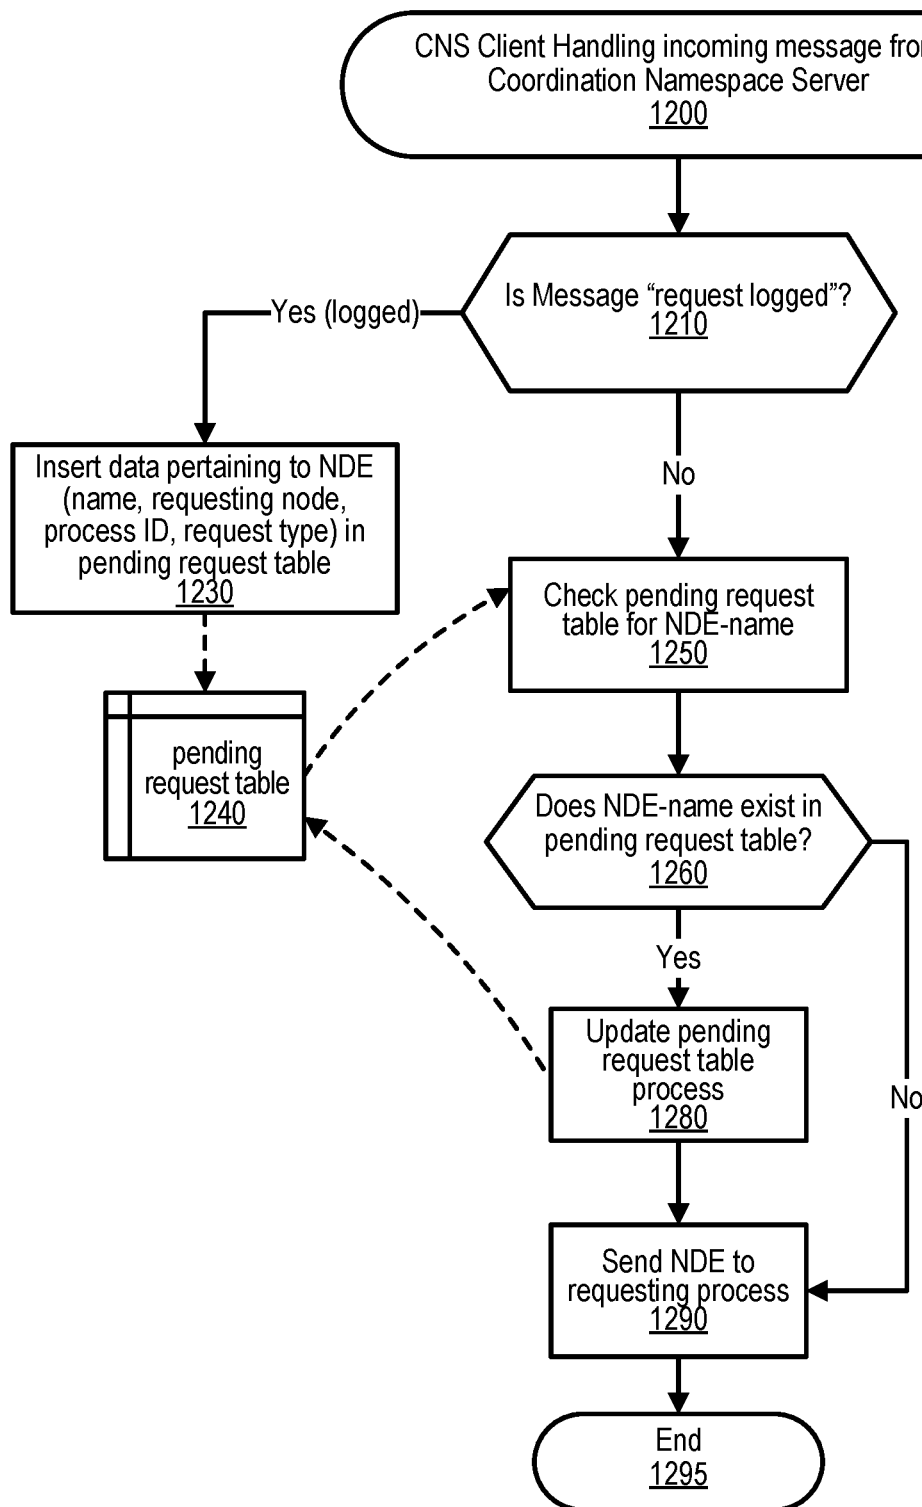 CNS Client Handling incoming message
Coordination Namespace Server
1200
Is Message “request logged”?
1210
Yes (logged)
No
Insert data pertaining to NDE
(name, requesting node,
process ID, request type) in
pending request table
1230
Check pending request
table for NDE-name
1250
pending
request table
1240
Does NDE-name exist in
pending request table?
1260
Yes
No
Update pending
request table
process
1280
Send NDE to
requesting process
1290
End
1295